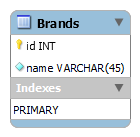 Brands
id INT
name VARCHAR(45)
Indexes
PRIMARY